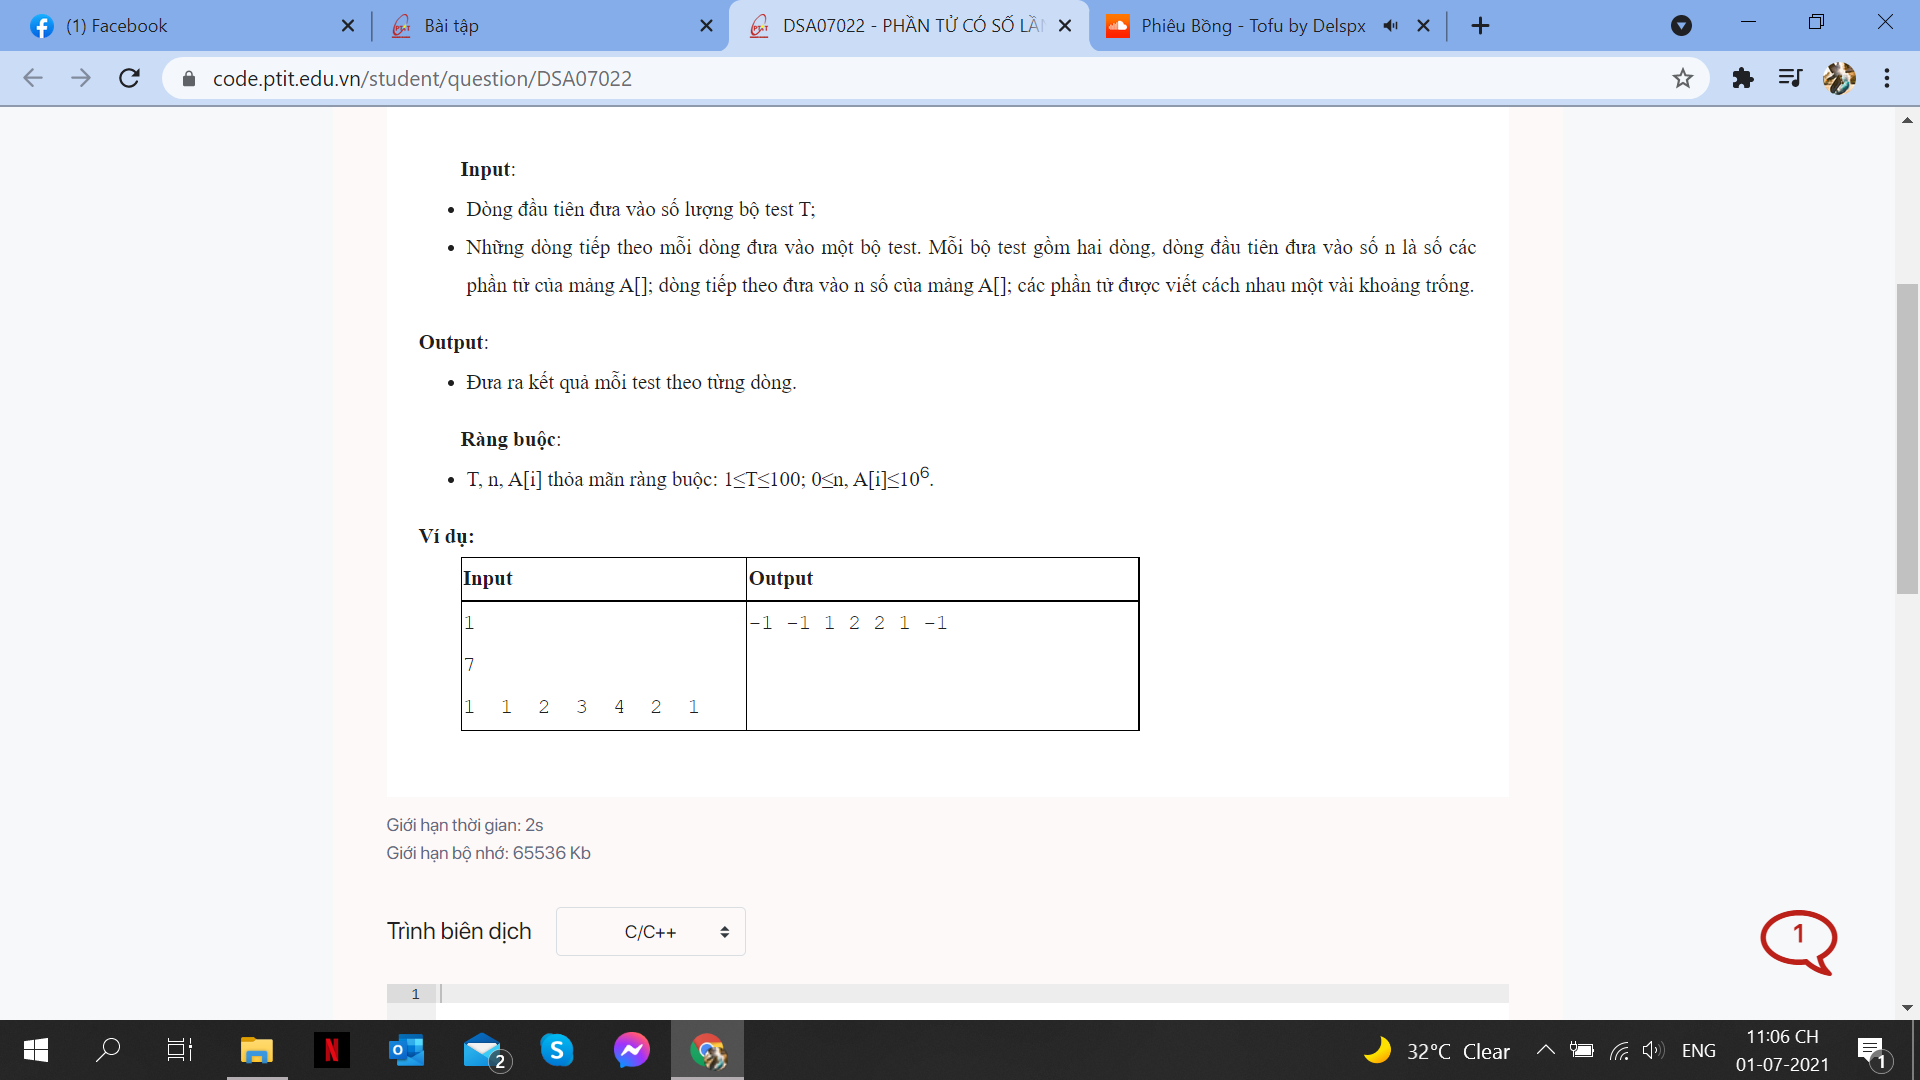 (1) Facebook
Bài tập
DSA07022 - PHẦN TỬ CÓ SỐ LẦN
Phiêu Bồng - Tofu by Delspx
code.ptit.edu.vn/student/question/DSA07022
Input:
• Dòng đầu tiên đưa vào số lượng bộ test T;
• Những dòng tiếp theo mỗi dòng đưa vào một bộ test. Mỗi bộ test gồm hai dòng, dòng đầu tiên đưa vào số n là số các
phần tử của mảng A[]; dòng tiếp theo đưa vào n số của mảng A[]; các phần tử được viết cách nhau một vài khoảng trống.
Output:
• Đưa ra kết quả mỗi test theo từng dòng.
Ràng buộc:
• T, n, A[i] thỏa mãn ràng buộc: 1≤T≤100; 0≤n, A[i]≤10^6.
Ví dụ:
Input Output
1 -1 -1 1 2 2 1 -1
7
1 1 2 3 4 2 1
Giới hạn thời gian: 2s
Giới hạn bộ nhớ: 65536 Kb
Trình biên dịch C/C++
1
1
32°C Clear ENG 11:06 CH
01-07-2021
2
1